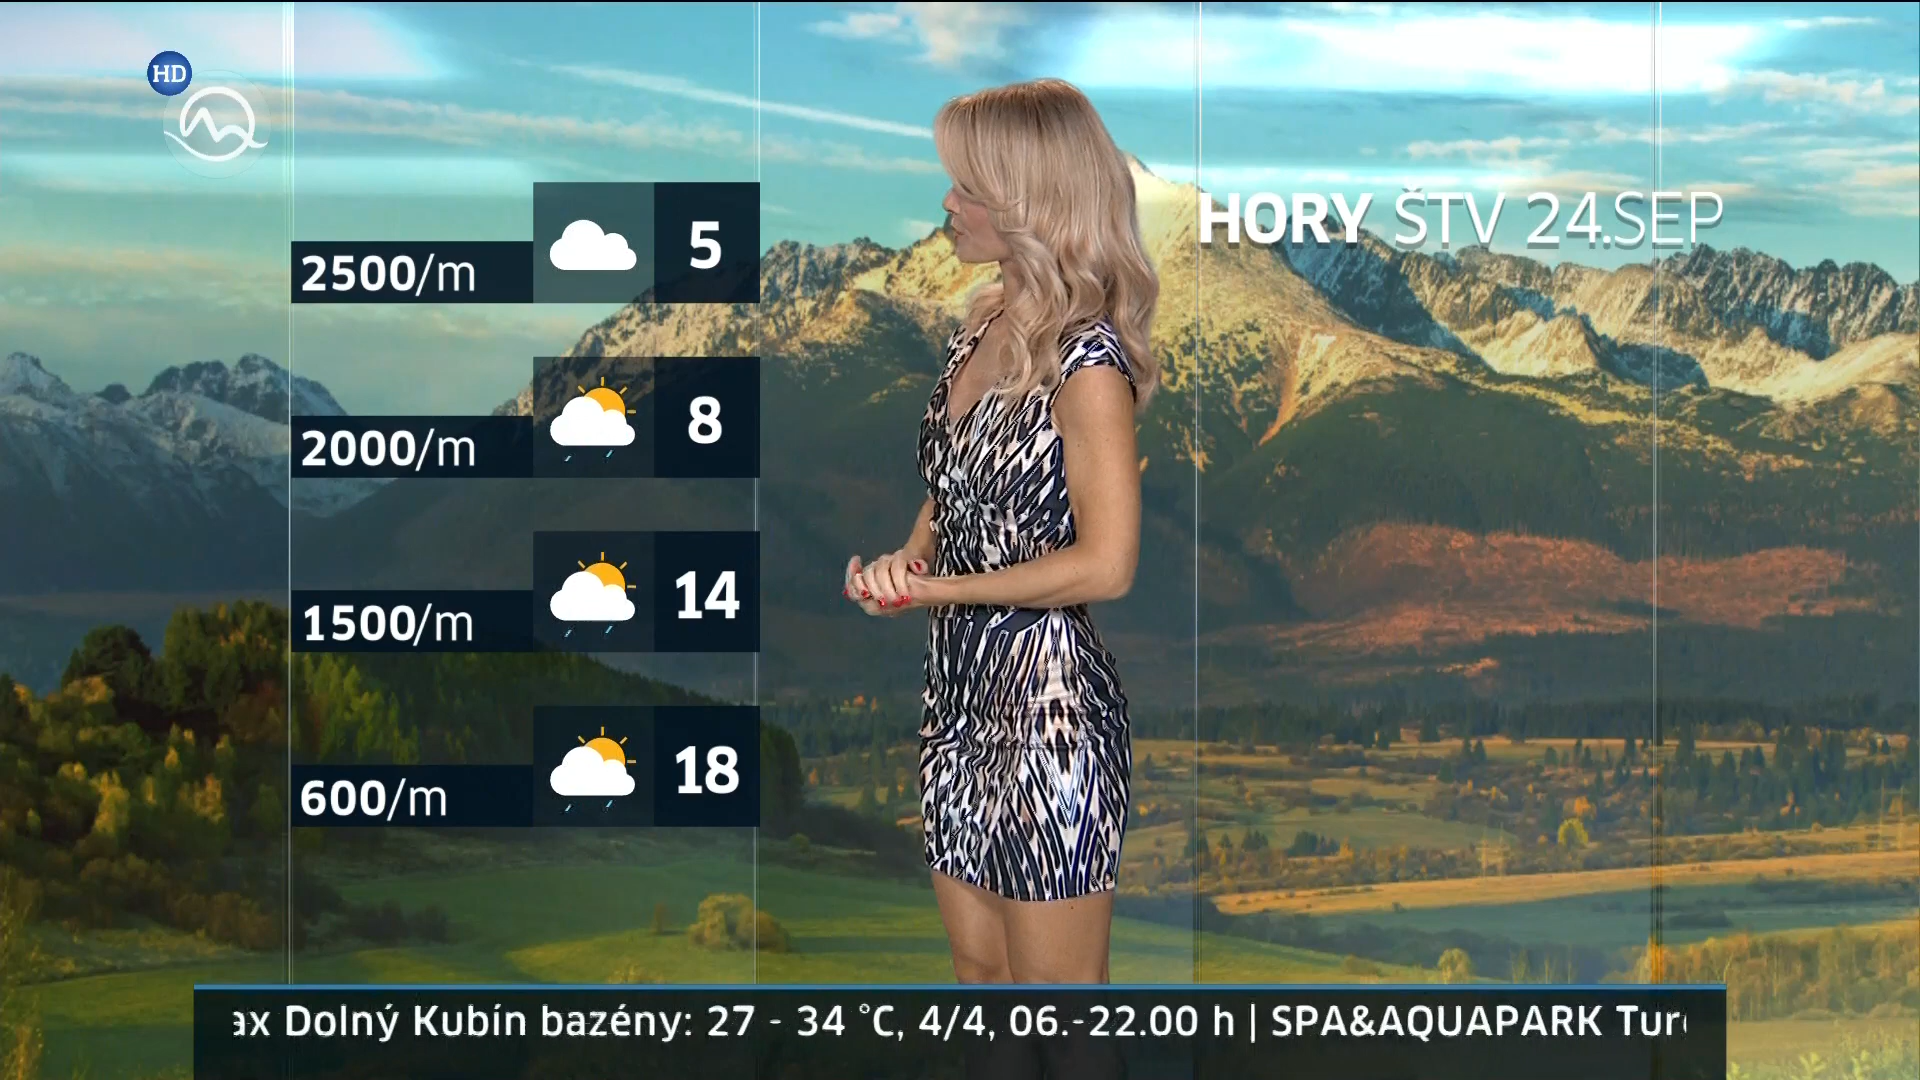 HD
HORY ŠTV 24.SEP
2500/m 5
2000/m 8
1500/m 14
600/m 18
Dolný Kubín bazény: 27 - 34 °C, 4/4, 06.-22.00 h | SPA&AQUAPARK